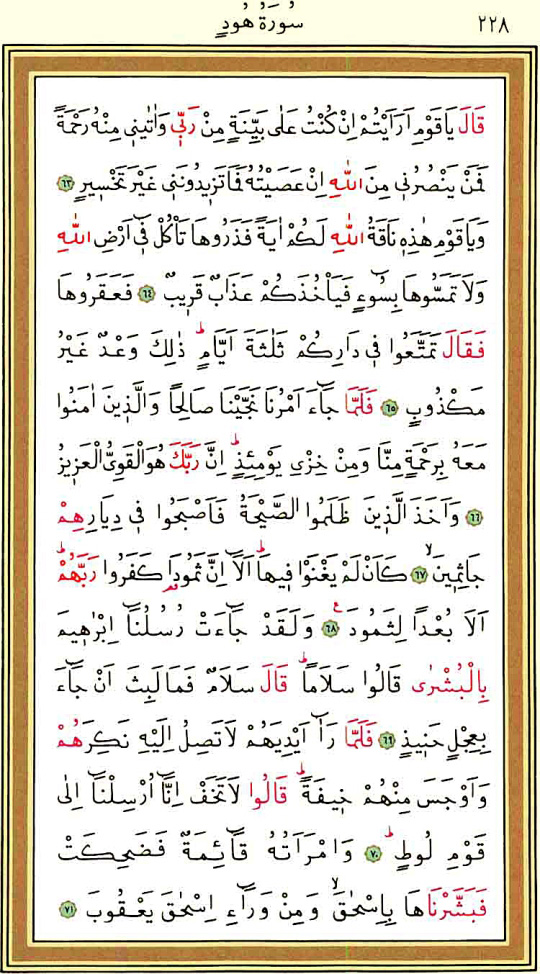 ٢٢٨ سُورَةُ هُودٍ
قَالَ يَاقَوْمِ اَرَاَيْتُمْ اِنْ كُنْتُ عَلٰى بَيِّنَةٍ مِنْ رَبّٖى وَاٰتٰينٖى مِنْهُ رَحْمَةً
فَمَنْ يَنْصُرُنٖى مِنَ اللّٰهِ اِنْ عَصَيْتُهُ فَمَا تَزٖيدُونَنٖى غَيْرَ تَخْسٖيرٍ ٦٣
وَيَاقَوْمِ هٰذِهٖ نَاقَةُ اللّٰهِ لَكُمْ اٰيَةً فَذَرُوهَا تَاْكُلْ فٖٓى اَرْضِ اللّٰهِ
وَلَا تَمَسُّوهَا بِسُٓوءٍ فَيَاْخُذَكُمْ عَذَابٌ قَرٖيبٌ ٦٤ فَعَقَرُوهَا
فَقَالَ تَمَتَّعُوا فٖى دَارِكُمْ ثَلٰثَةَ اَيَّامٍؕ ذٰلِكَ وَعْدٌ غَيْرُ
مَكْذُوبٍ ٦٥ فَلَمَّا جَٓاءَ اَمْرُنَا نَجَّيْنَا صَالِحًا وَالَّذٖينَ اٰمَنُوا
مَعَهُ بِرَحْمَةٍ مِنَّا وَمِنْ خِزْىِ يَوْمِئِذٍؕ اِنَّ رَبَّكَ هُوَ الْقَوِىُّ الْعَزٖيزُ
٦٦ وَاَخَذَ الَّذٖينَ ظَلَمُوا الصَّيْحَةُ فَاَصْبَحُوا فٖى دِيَارِهِمْ
جَاثِمٖينَۙ ٦٧ كَاَنْ لَمْ يَغْنَوْا فٖيهَاؕ اَلَٓا اِنَّ ثَمُودَا۬ كَفَرُوا رَبَّهُمْؕ
اَلَا بُعْدًا لِثَمُودَ ٦٨ وَلَقَدْ جَٓاءَتْ رُسُلُنَٓا اِبْرٰهٖيمَ
بِالْبُشْرٰى قَالُوا سَلَامًاؕ قَالَ سَلَامٌ فَمَا لَبِثَ اَنْ جَٓاءَ
بِعِجْلٍ حَنٖيذٍ ٦٩ فَلَمَّا رَآٰ اَيْدِيَهُمْ لَا تَصِلُ اِلَيْهِ نَكِرَهُمْ
وَاَوْجَسَ مِنْهُمْ خٖيفَةًؕ قَالُوا لَا تَخَفْ اِنَّٓا اُرْسِلْنَٓا اِلٰى
قَوْمِ لُوطٍؕ ٧٠ وَامْرَاَتُهُ قَٓائِمَةٌ فَضَحِكَتْ
فَبَشَّرْنَاهَا بِاِسْحٰقَۙ وَمِنْ وَرَٓاءِ اِسْحٰقَ يَعْقُوبَ ٧١